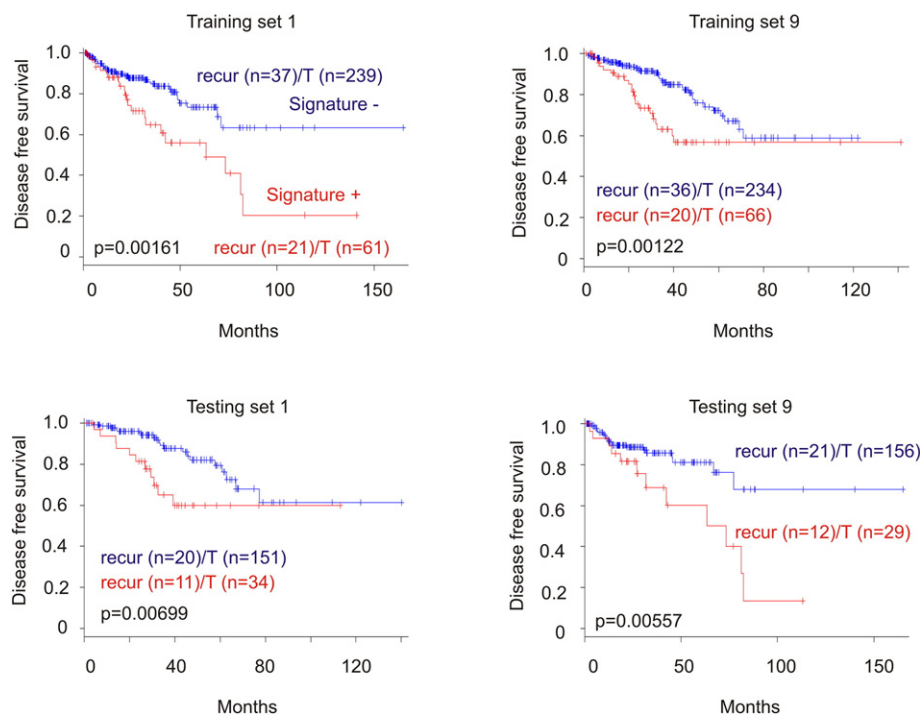 Training set 1
Disease free survival
1.0
0.8
0.6
0.4
0.2
0
recur (n=37)/T (n=239)
Signature -
Signature +
p=0.00161
recur (n=21)/T (n=61)
0
50
100
150
Months
Training set 9
Disease free survival
1.0
0.8
0.6
0.4
0.2
0
recur (n=36)/T (n=234)
recur (n=20)/T (n=66)
p=0.00122
0
40
80
120
Months
Testing set 1
Disease free survival
1.0
0.8
0.6
0.4
0.2
0
recur (n=20)/T (n=151)
recur (n=11)/T (n=34)
p=0.00699
0
40
80
120
Months
Testing set 9
Disease free survival
1.0
0.8
0.6
0.4
0.2
0
recur (n=21)/T (n=156)
recur (n=12)/T (n=29)
p=0.00557
0
50
100
150
Months